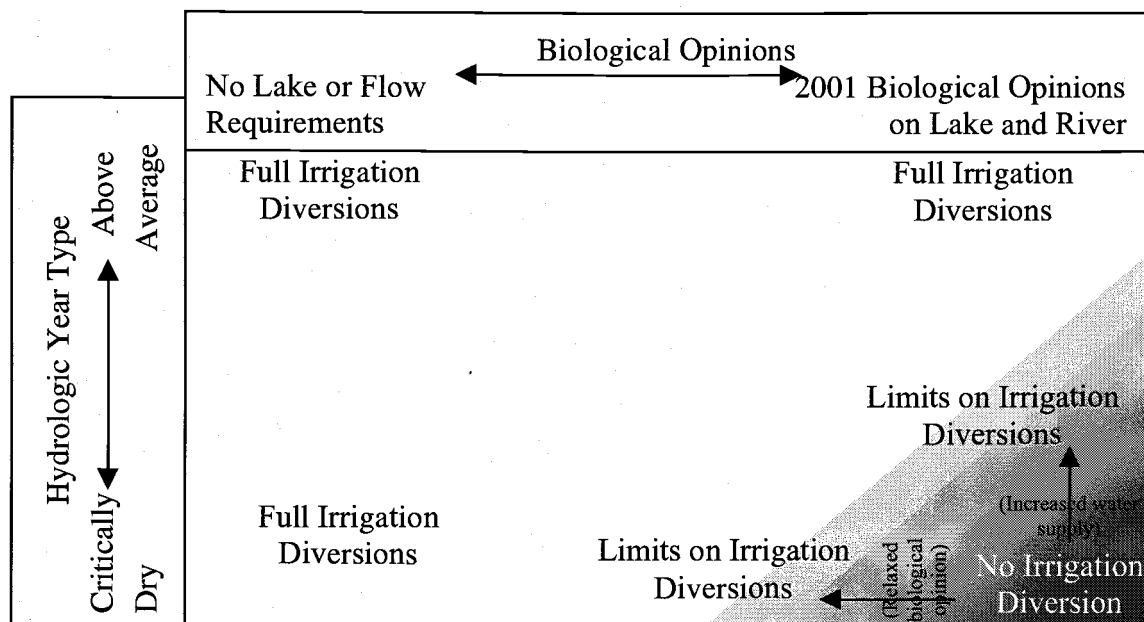 Biological Opinions
No Lake or Flow
Requirements
2001 Biological Opinions
on Lake and River
Hydrologic Year Type
Above
Average
Critically
Dry
Full Irrigation
Diversions
Full Irrigation
Diversions
Limits on Irrigation
Diversions
(Increased water
supply)
Full Irrigation
Diversions
Limits on Irrigation
Diversions
(Relaxed
biological
opinion)
No Irrigation
Diversion